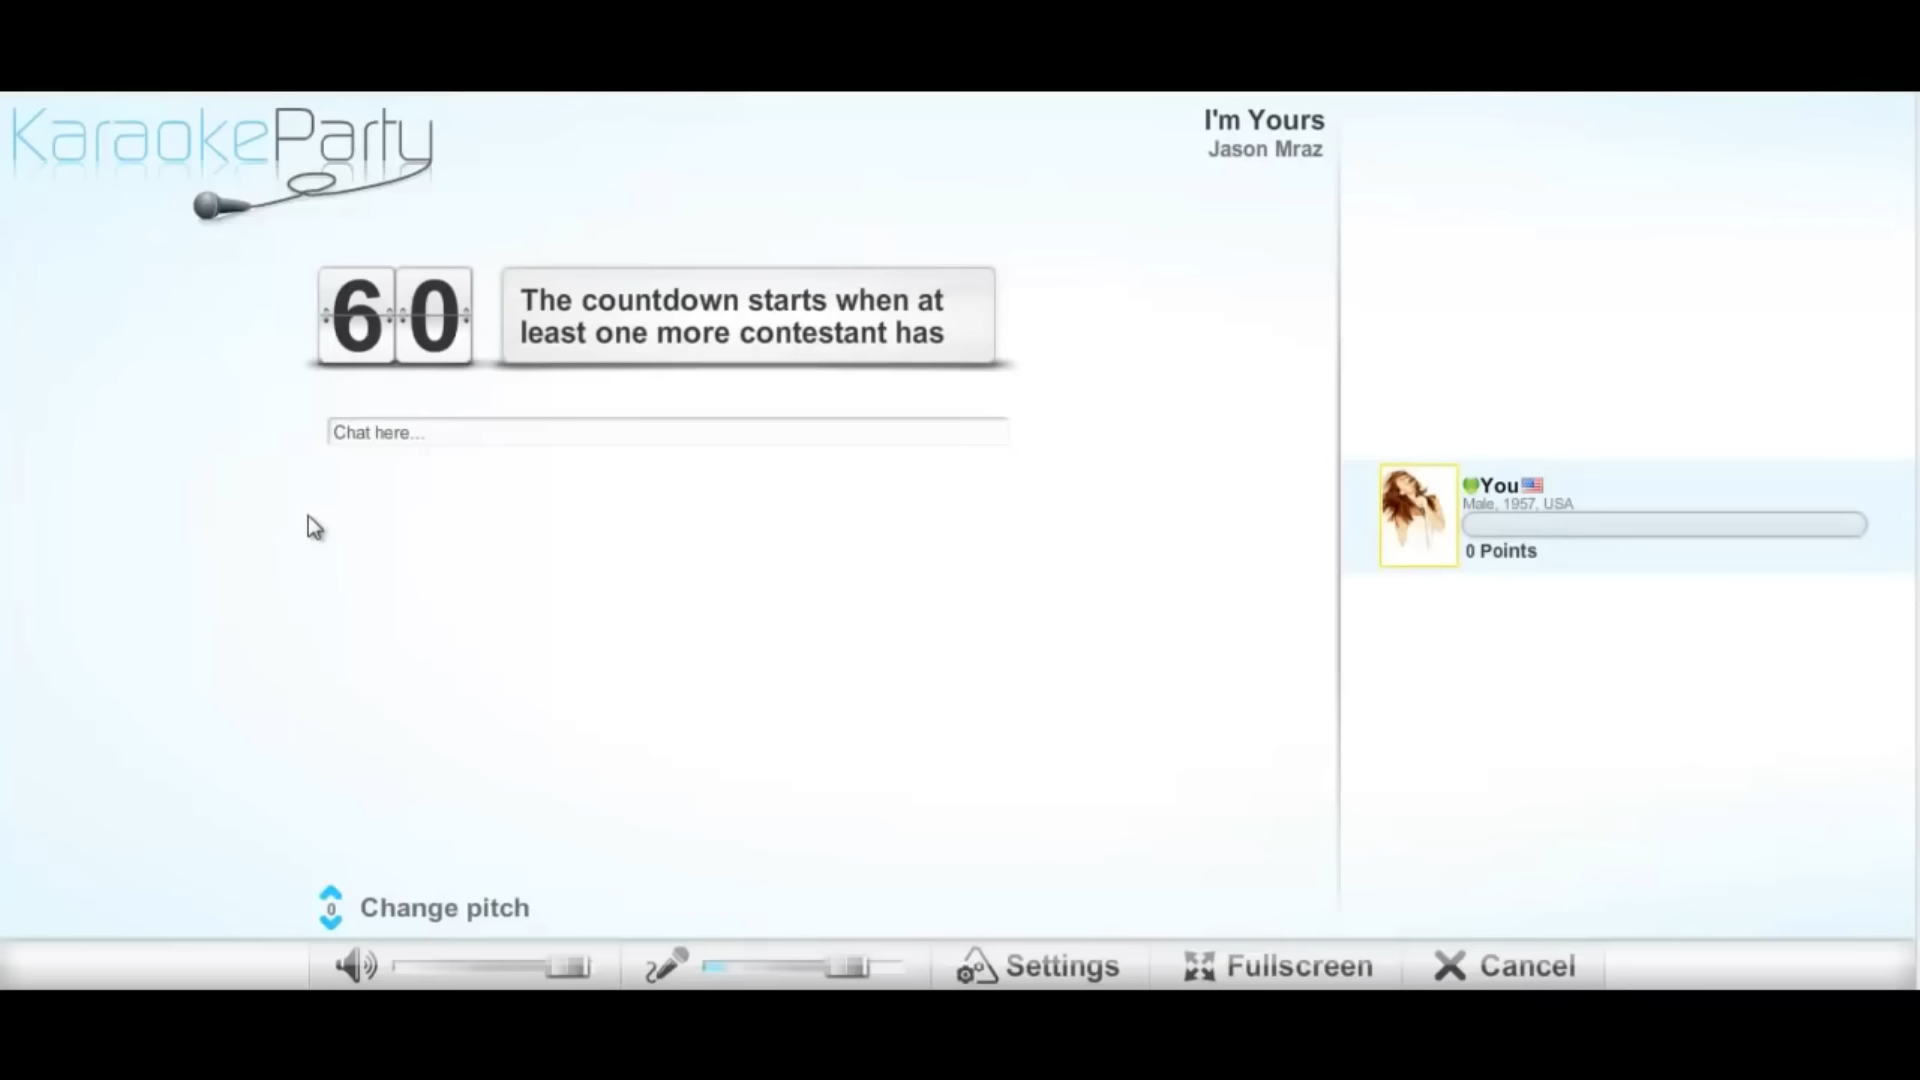 KaraokeParty
I'm Yours
Jason Mraz
60
The countdown starts when at
least one more contestant has
Chat here...
You
Male, 1957, USA
0 Points
0
Change pitch
Settings
Fullscreen
Cancel